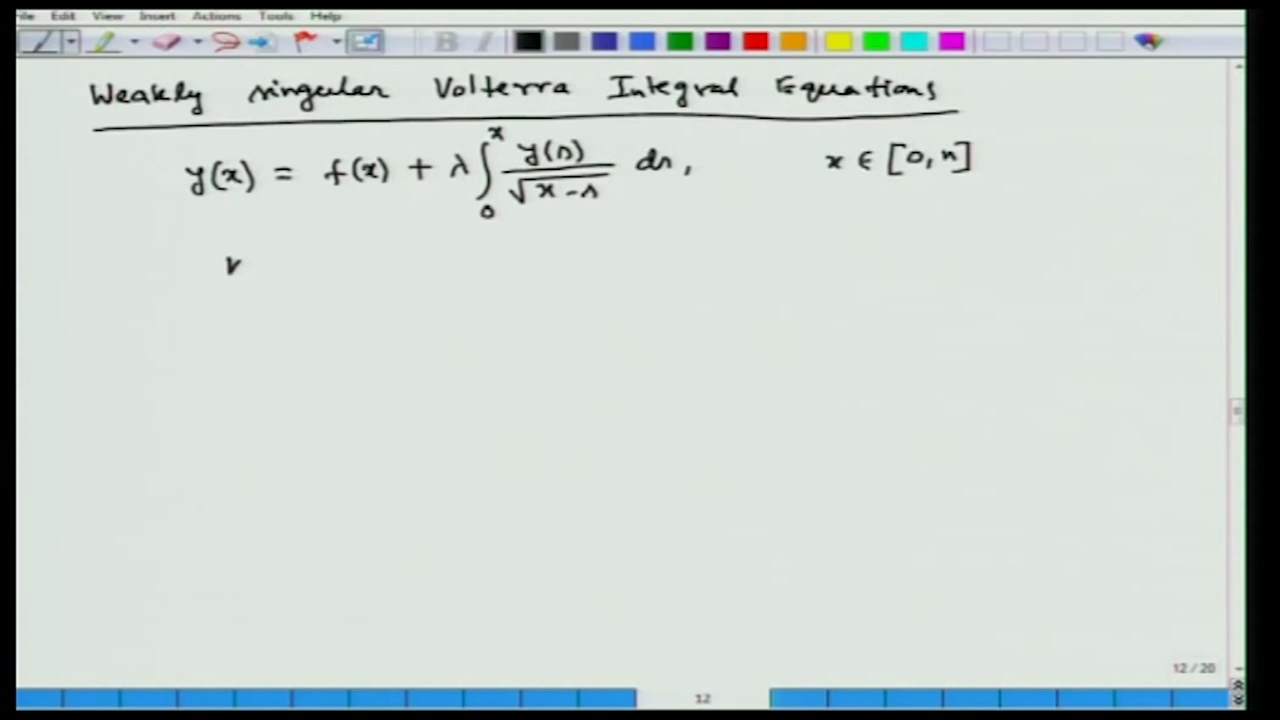 File Edit View Insert Actions Tools Help
B I
Weakly singular Volterra Integral Equations
y(x) = f(x) + λ ∫₀ˣ y(s)/√(x-s) ds, x ∈ [0, n]
K
12 / 20
12